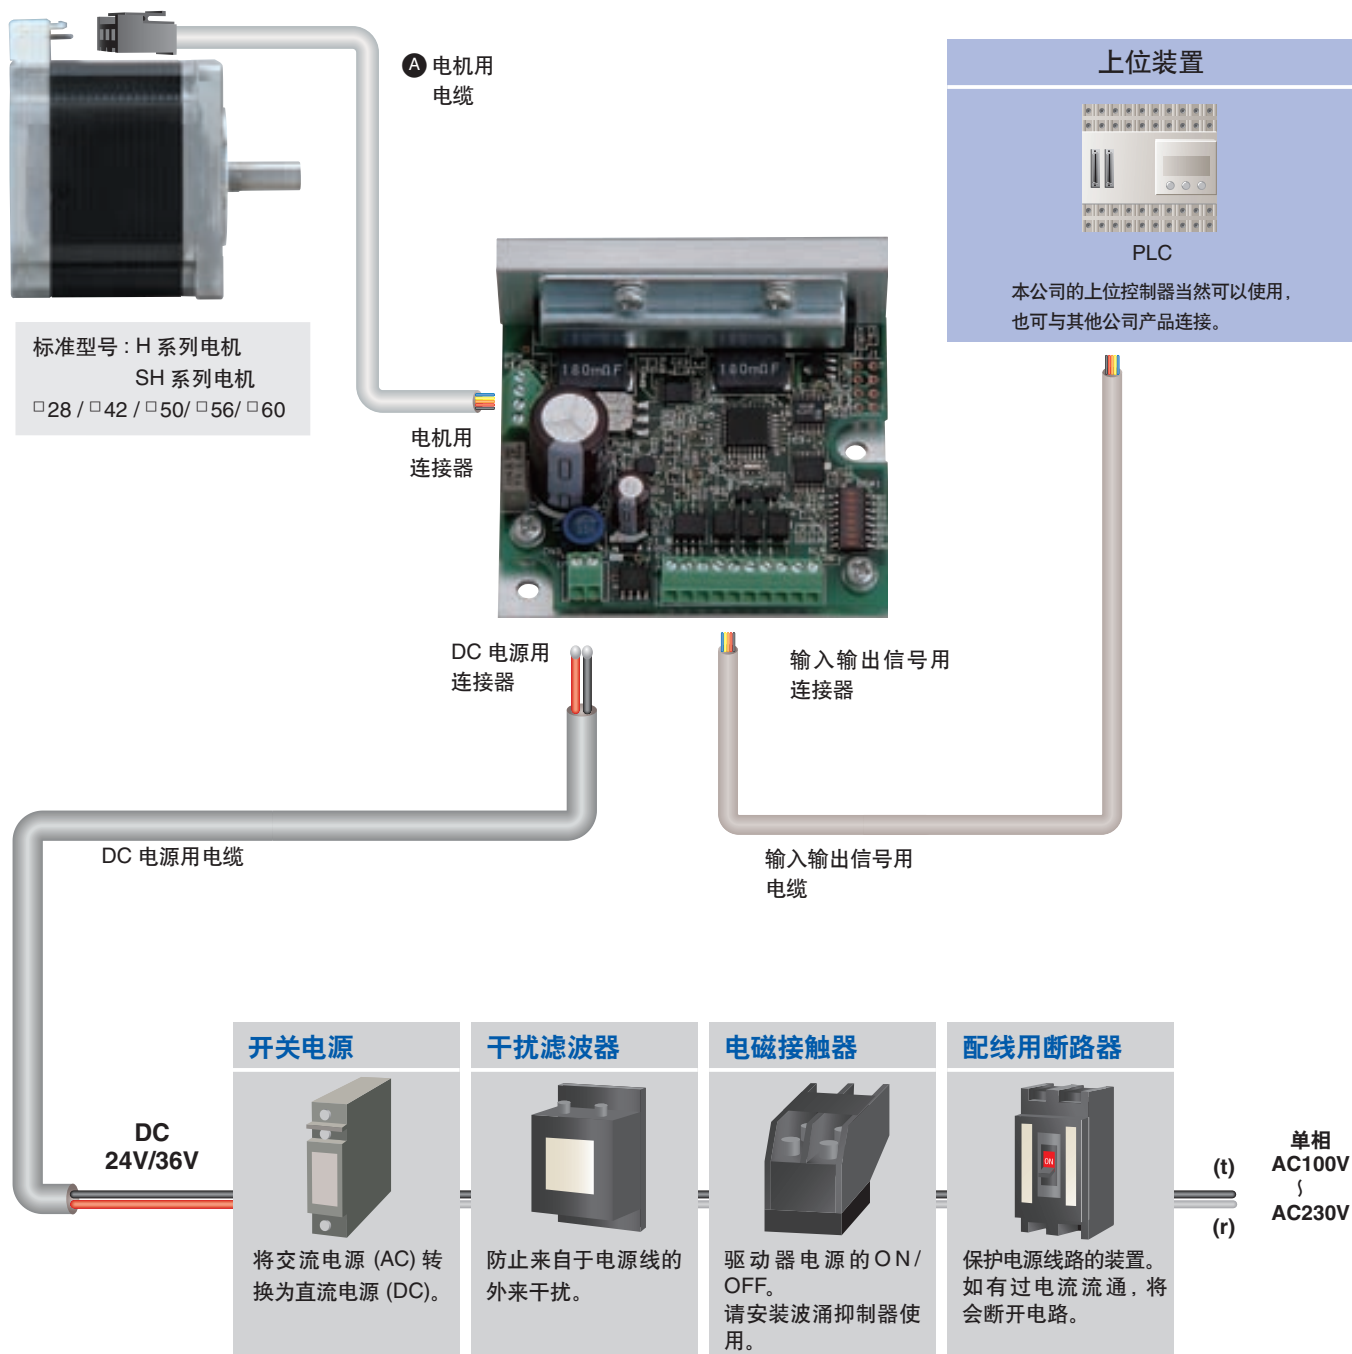 A 电机用
电缆
上位装置
PLC
本公司的上位控制器当然可以使用，
也可与其他公司产品连接。
标准型号：H 系列电机
SH 系列电机
□28 / □42 / □50/ □56/ □60
180mΩF
180mΩF
电机用
连接器
DC 电源用
连接器
输入输出信号用
连接器
DC 电源用电缆
输入输出信号用
电缆
DC
24V/36V
开关电源
将交流电源 (AC) 转
换为直流电源 (DC)。
干扰滤波器
防止来自于电源线的
外来干扰。
电磁接触器
驱动器电源的ON/
OFF。
请安装波涌抑制器使
用。
配线用断路器
ON
保护电源线路的装置。
如有过电流流通，将
会断开电路。
(t)
(r)
单相
AC100V
∫
AC230V